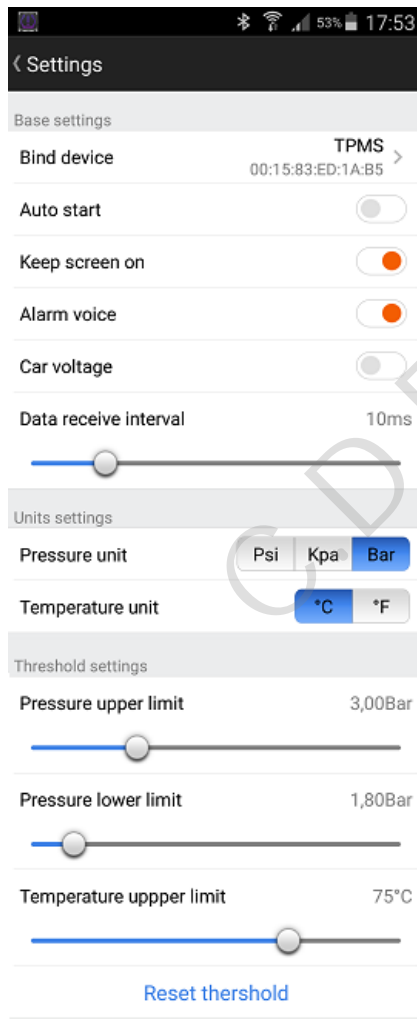 53% 17:53
Settings
Base settings
Bind device TPMS
00:15:83:ED:1A:B5
Auto start
Keep screen on
Alarm voice
Car voltage
Data receive interval 10ms
Units settings
Pressure unit Psi Kpa Bar
Temperature unit °C °F
Threshold settings
Pressure upper limit 3,00Bar
Pressure lower limit 1,80Bar
Temperature uppper limit 75°C
Reset thershold